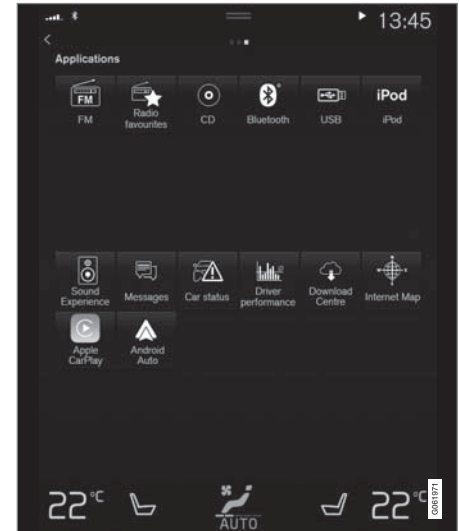 13:45
Applications
FM
FM
Radio
favourites
CD
Bluetooth
USB
iPod
iPod
Sound
Experience
Messages
Car status
Driver
performance
Download
Centre
Internet Map
Apple
CarPlay
Android
Auto
22°C
AUTO
22°C
G061971